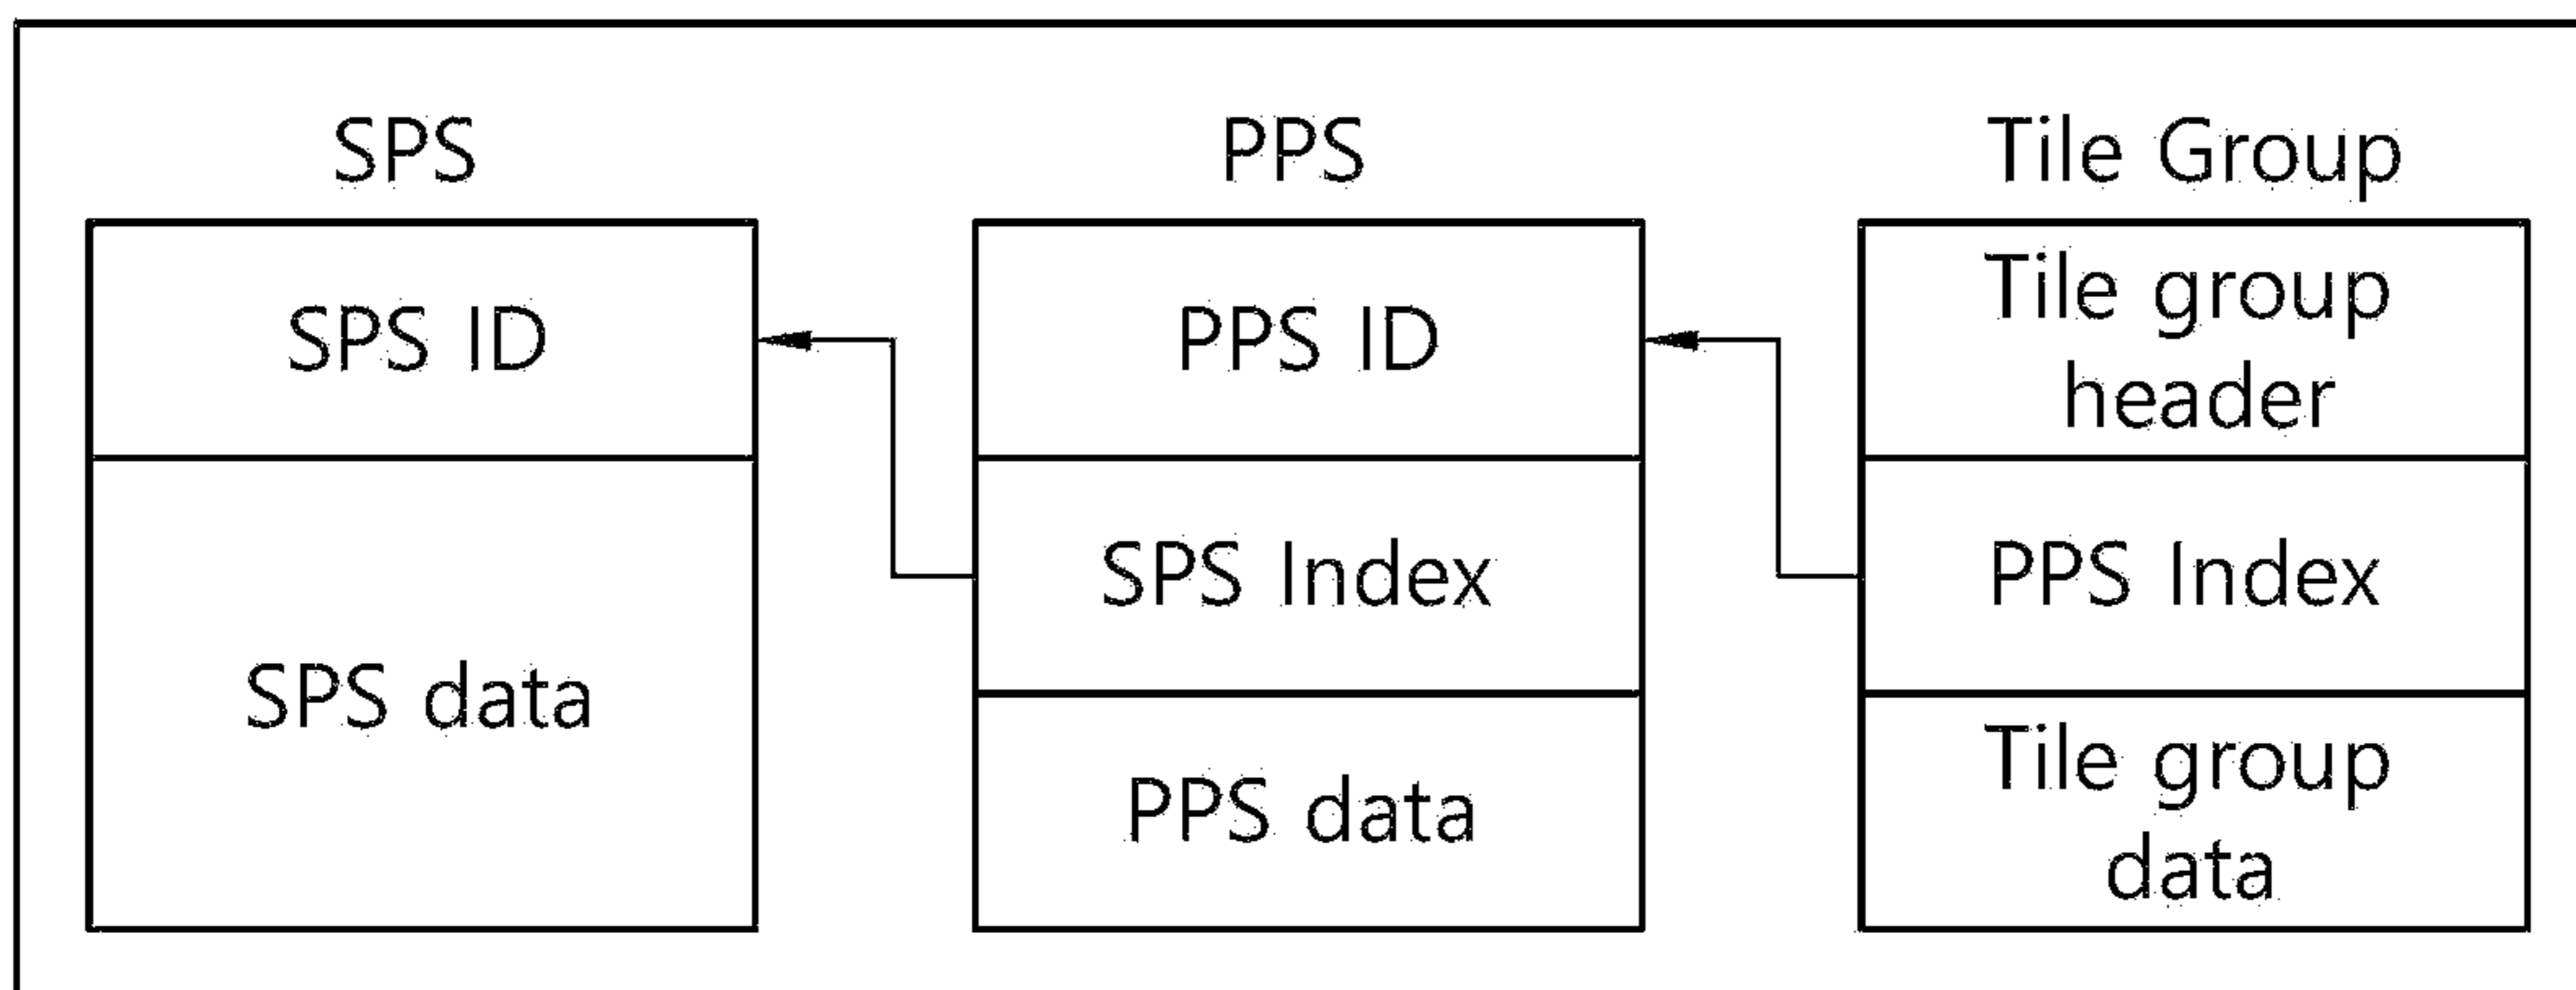 SPS
SPS ID
SPS data
PPS
PPS ID
SPS Index
PPS data
Tile Group
Tile group
header
PPS Index
Tile group
data